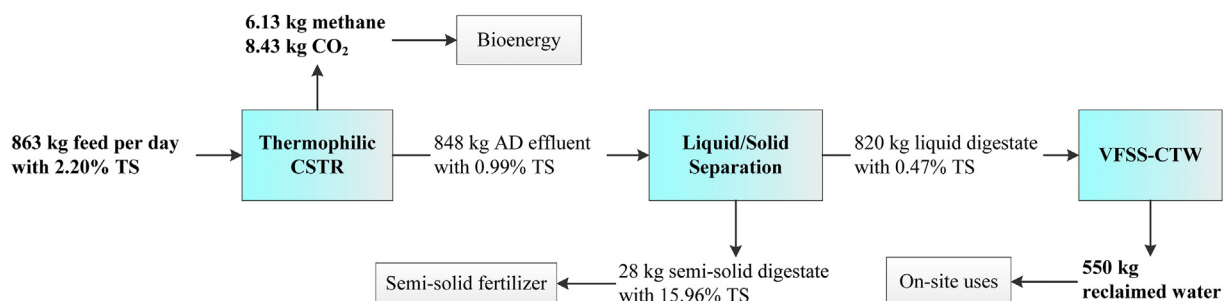 6.13 kg methane
8.43 kg CO₂
Bioenergy
863 kg feed per day
with 2.20% TS
Thermophilic
CSTR
848 kg AD effluent
with 0.99% TS
Liquid/Solid
Separation
820 kg liquid digestate
with 0.47% TS
VFSS-CTW
Semi-solid fertilizer
28 kg semi-solid digestate
with 15.96% TS
On-site uses
550 kg
reclaimed water